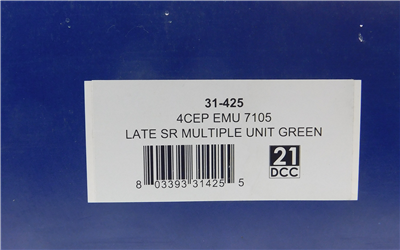 31-425
4CEP EMU 7105
LATE SR MULTIPLE UNIT GREEN
21
DCC
8 03393 31425 5